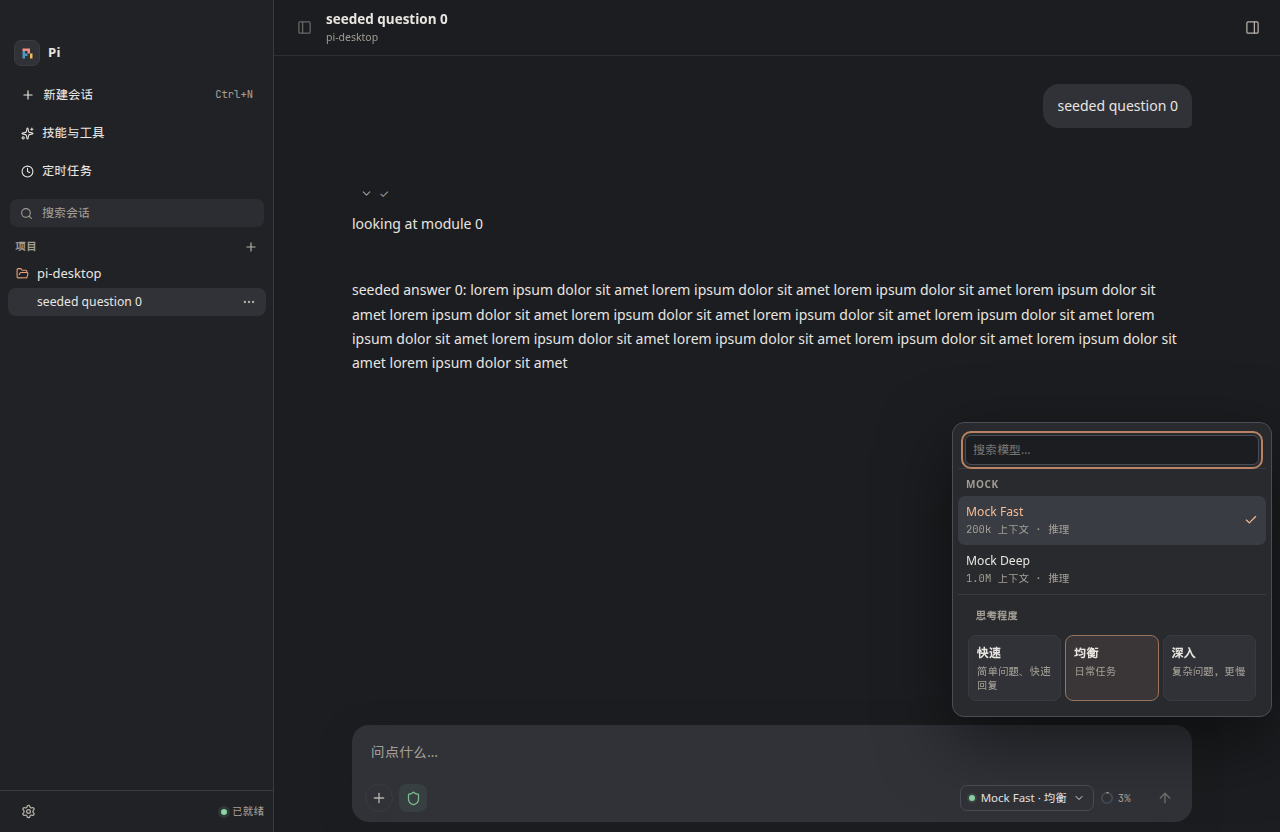 Pi
新建会话
Ctrl+N
技能与工具
定时任务
搜索会话
项目
pi-desktop
seeded question 0
已就绪
seeded question 0
pi-desktop
seeded question 0
looking at module 0
seeded answer 0: lorem ipsum dolor sit amet lorem ipsum dolor sit amet lorem ipsum dolor sit amet lorem ipsum dolor sit
amet lorem ipsum dolor sit amet lorem ipsum dolor sit amet lorem ipsum dolor sit amet lorem ipsum dolor sit amet lorem
ipsum dolor sit amet lorem ipsum dolor sit amet lorem ipsum dolor sit amet lorem ipsum dolor sit amet lorem ipsum dolor sit
amet lorem ipsum dolor sit amet
搜索模型...
MOCK
Mock Fast
200k 上下文 · 推理
Mock Deep
1.0M 上下文 · 推理
思考程度
快速
简单问题、快速
回复
均衡
日常任务
深入
复杂问题，更慢
问点什么...
Mock Fast · 均衡
3%